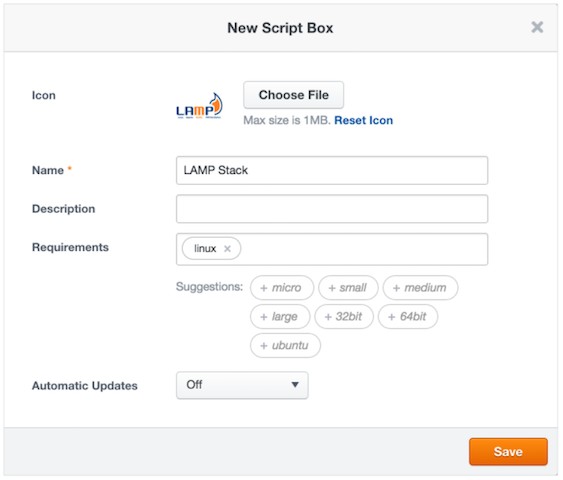 New Script Box ×
Icon
LAMP
Choose File
Max size is 1MB. Reset Icon
Name *
LAMP Stack
Description
Requirements
linux ×
Suggestions: + micro + small + medium
+ large + 32bit + 64bit
+ ubuntu
Automatic Updates
Off
Save